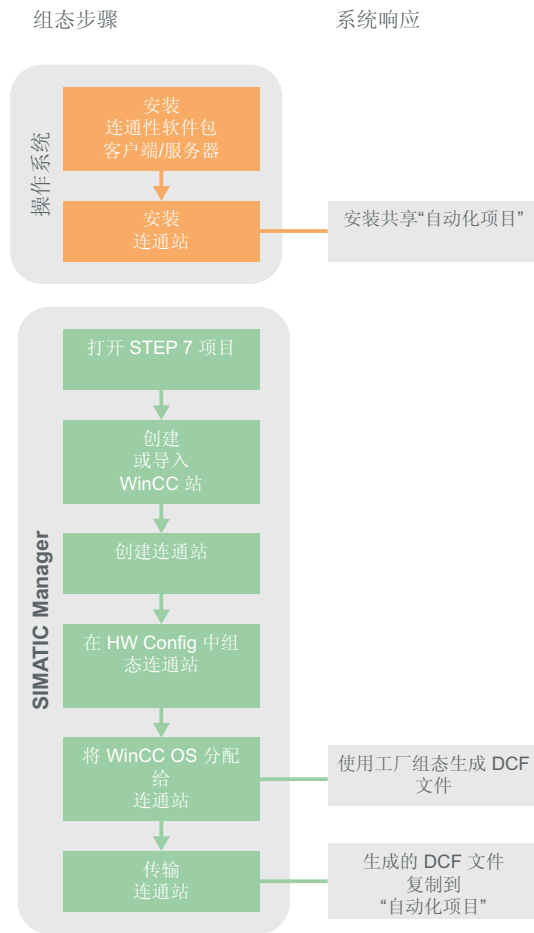 组态步骤
系统响应
操作系统
安装
连通性软件包
客户端/服务器
安装
连通站
安装共享“自动化项目”
SIMATIC Manager
打开 STEP 7 项目
创建
或导入
WinCC 站
创建连通站
在 HW Config 中组
态连通站
将 WinCC OS 分配
给
连通站
使用工厂组态生成 DCF
文件
传输
连通站
生成的 DCF 文件
复制到
“自动化项目”